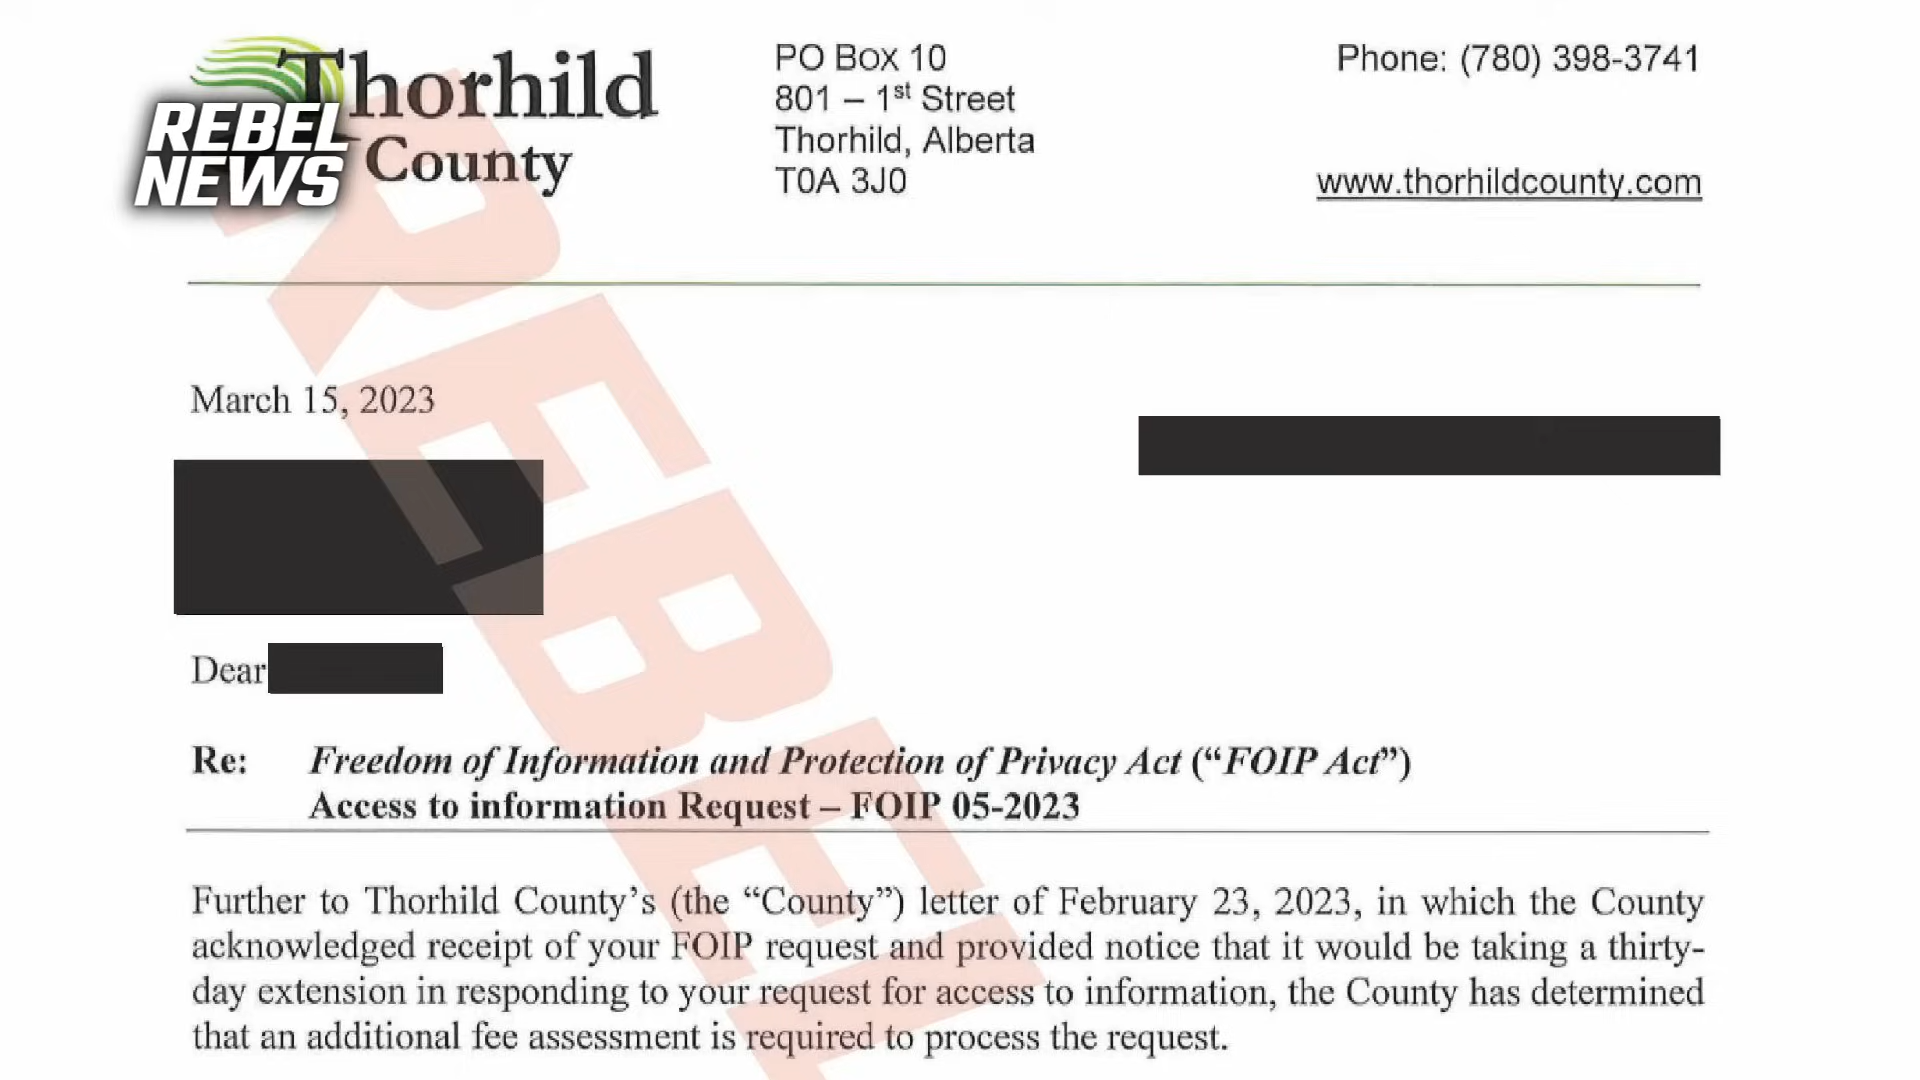 Thorhild
County
REBEL
NEWS
PO Box 10
801 – 1st Street
Thorhild, Alberta
T0A 3J0
Phone: (780) 398-3741
www.thorhildcounty.com
March 15, 2023
Dear
Re: Freedom of Information and Protection of Privacy Act (“FOIP Act”)
Access to information Request – FOIP 05-2023
Further to Thorhild County’s (the “County”) letter of February 23, 2023, in which the County
acknowledged receipt of your FOIP request and provided notice that it would be taking a thirty-
day extension in responding to your request for access to information, the County has determined
that an additional fee assessment is required to process the request.
REBEL